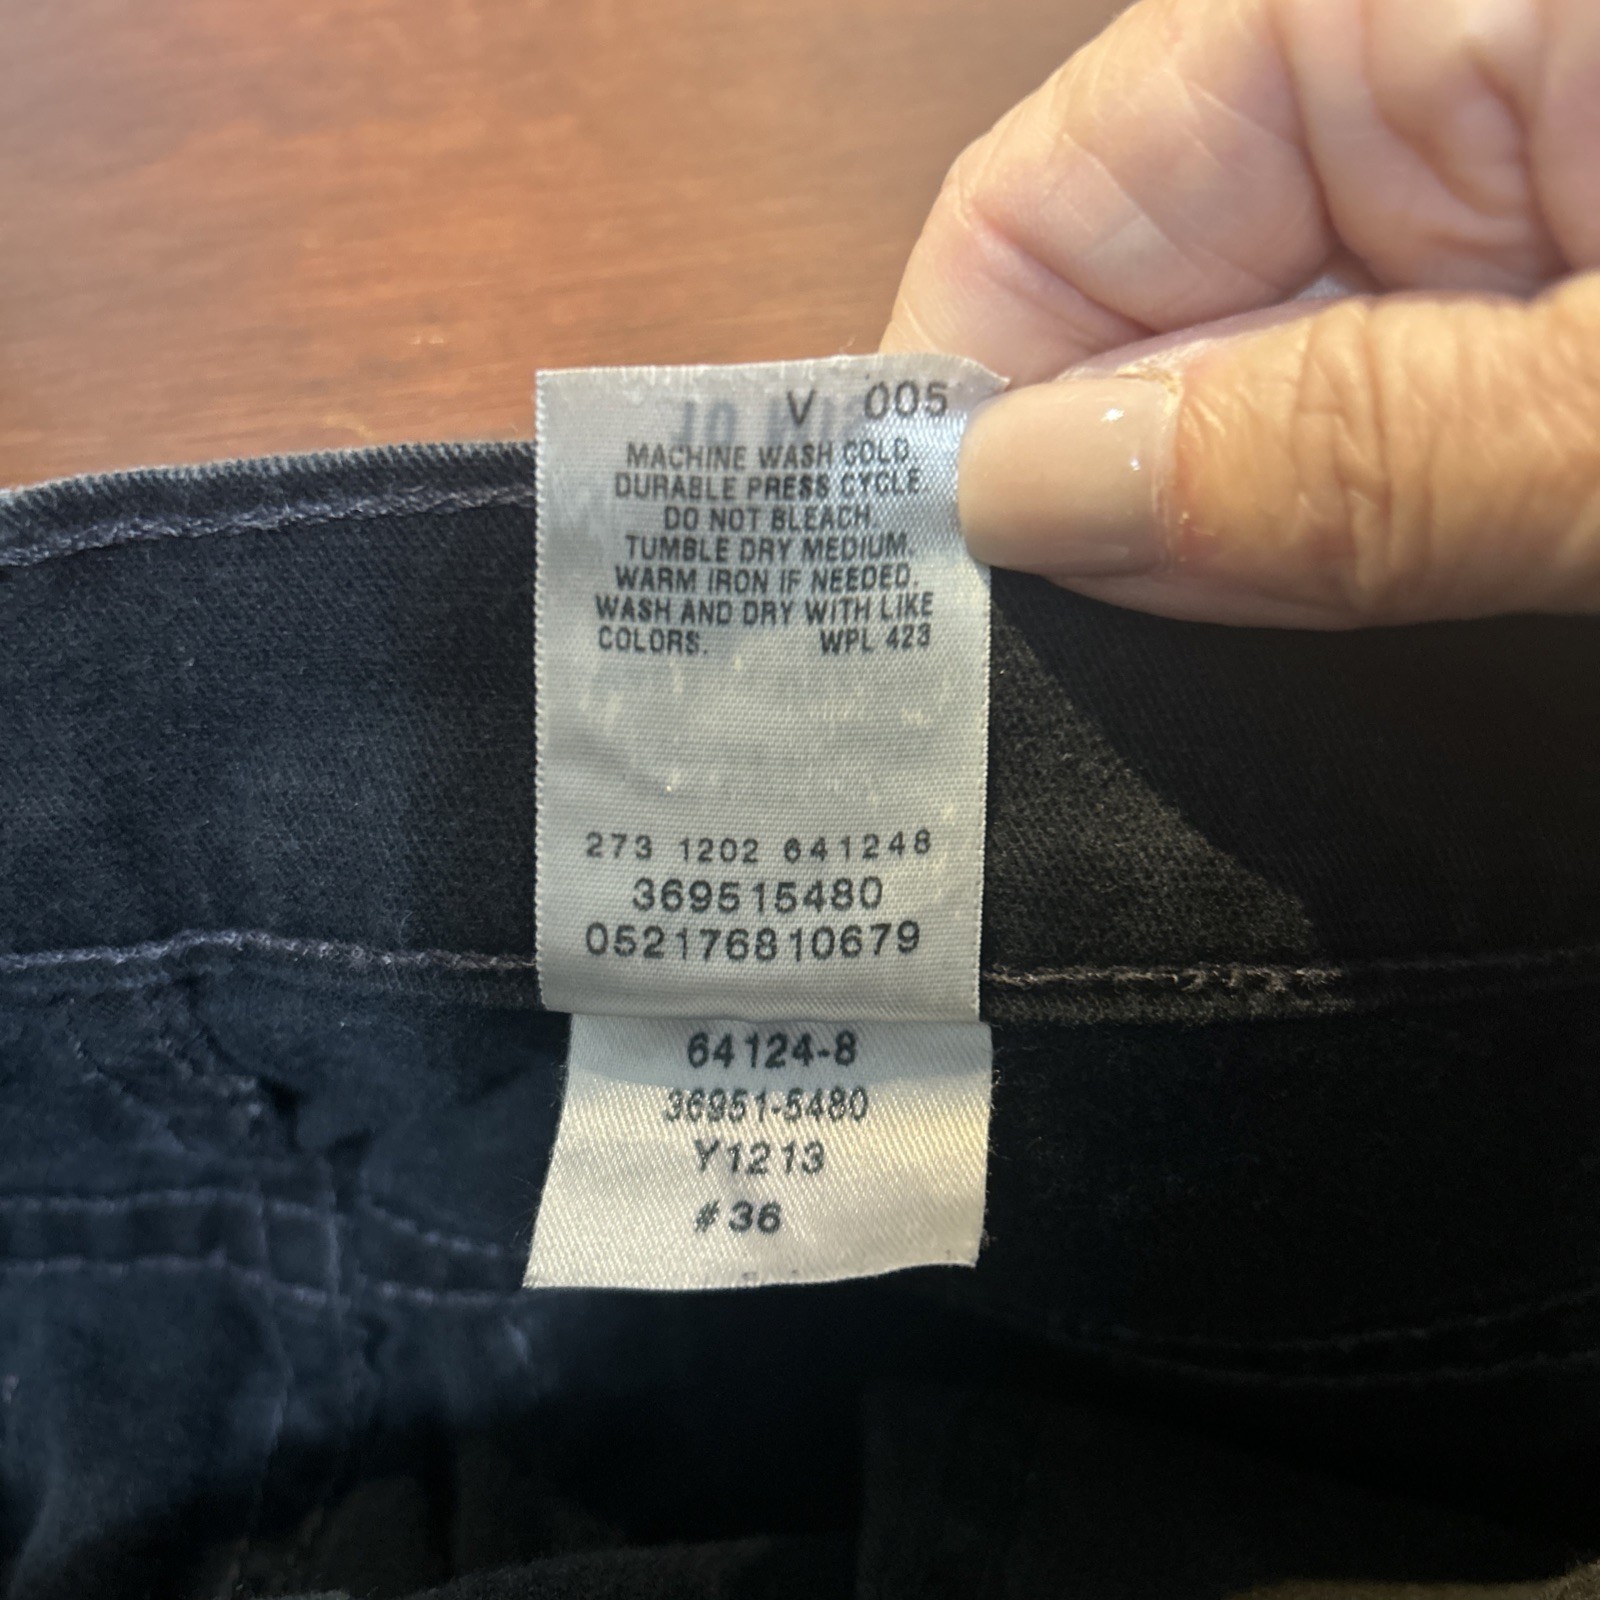 V 005
MACHINE WASH COLD.
DURABLE PRESS CYCLE.
DO NOT BLEACH.
TUMBLE DRY MEDIUM.
WARM IRON IF NEEDED.
WASH AND DRY WITH LIKE
COLORS. WPL 423
273 1202 641248
369515480
052176810679
64124-8
36951-5480
Y1213
#36